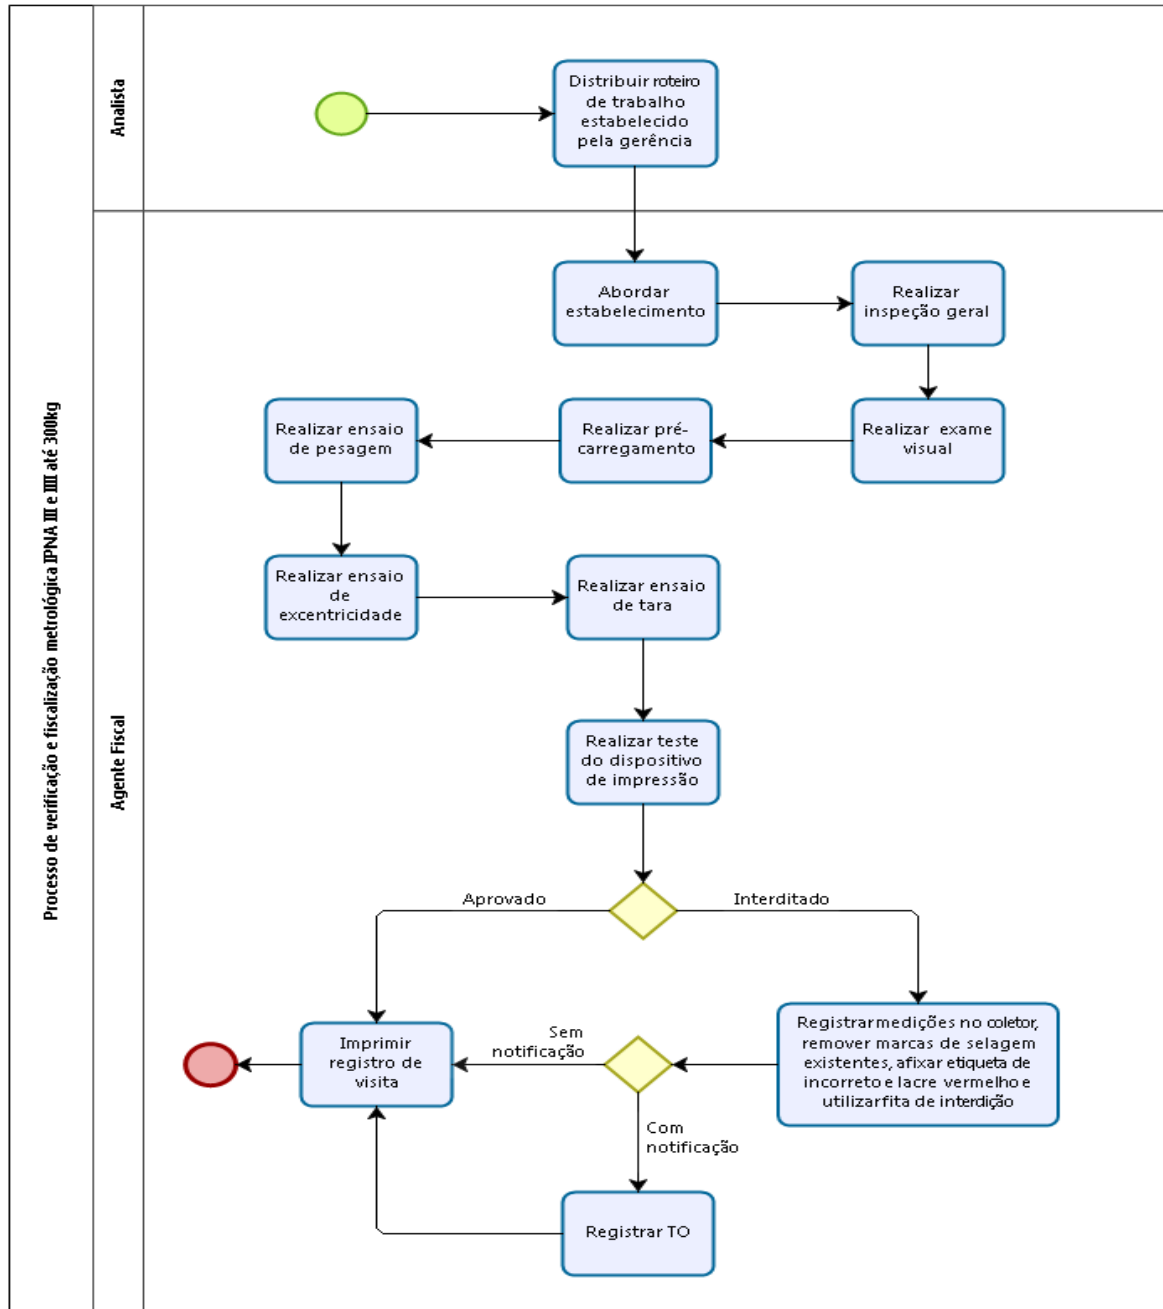 Processo de verificação e fiscalização metrológica IPNA III e IIII até 300kg
Analista
Distribuir roteiro
de trabalho
estabelecido
pela gerência
Agente Fiscal
Abordar
estabelecimento
Realizar
inspeção geral
Realizar exame
visual
Realizar pré-
carregamento
Realizar ensaio
de pesagem
Realizar ensaio
de
excentricidade
Realizar ensaio
de tara
Realizar teste
do dispositivo
de impressão
Aprovado
Interditado
Registrar medições no coletor,
remover marcas de selagem
existentes, afixar etiqueta de
incorreto e lacre vermelho e
utilizar fita de interdição
Sem
notificação
Com
notificação
Registrar TO
Imprimir
registro de
visita